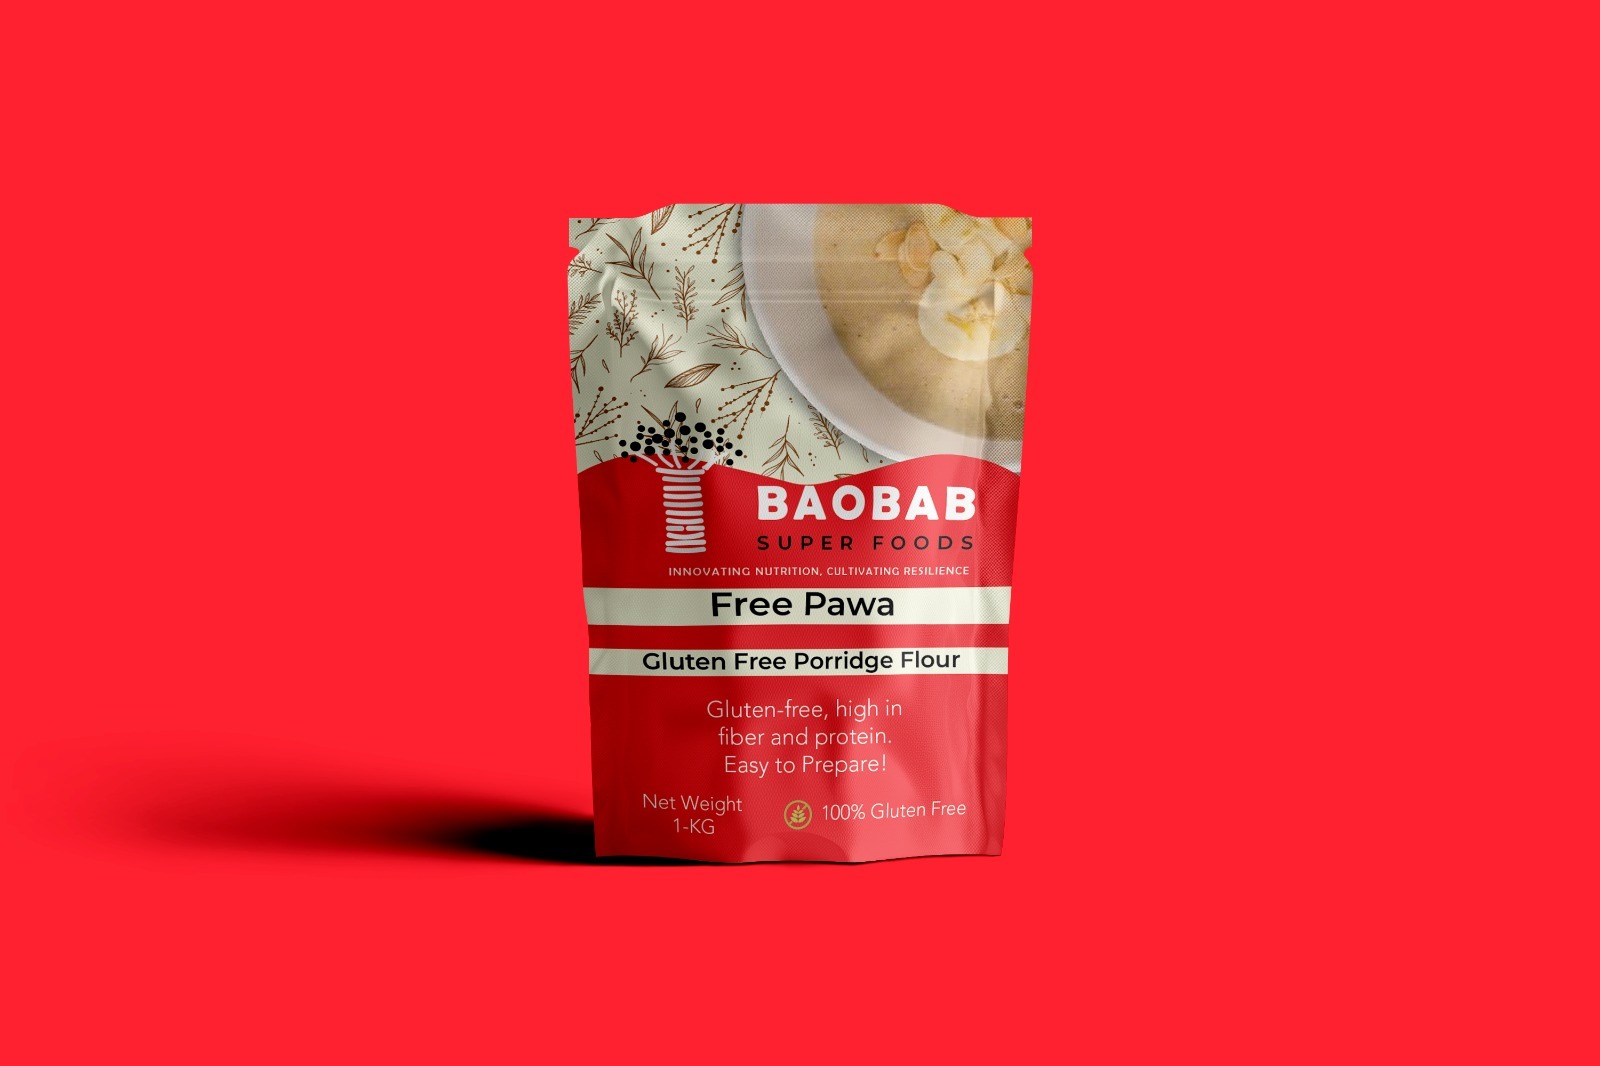 BAOBAB
SUPER FOODS
INNOVATING NUTRITION, CULTIVATING RESILIENCE
Free Pawa
Gluten Free Porridge Flour
Gluten-free, high in
fiber and protein.
Easy to Prepare!
Net Weight
1-KG
100% Gluten Free